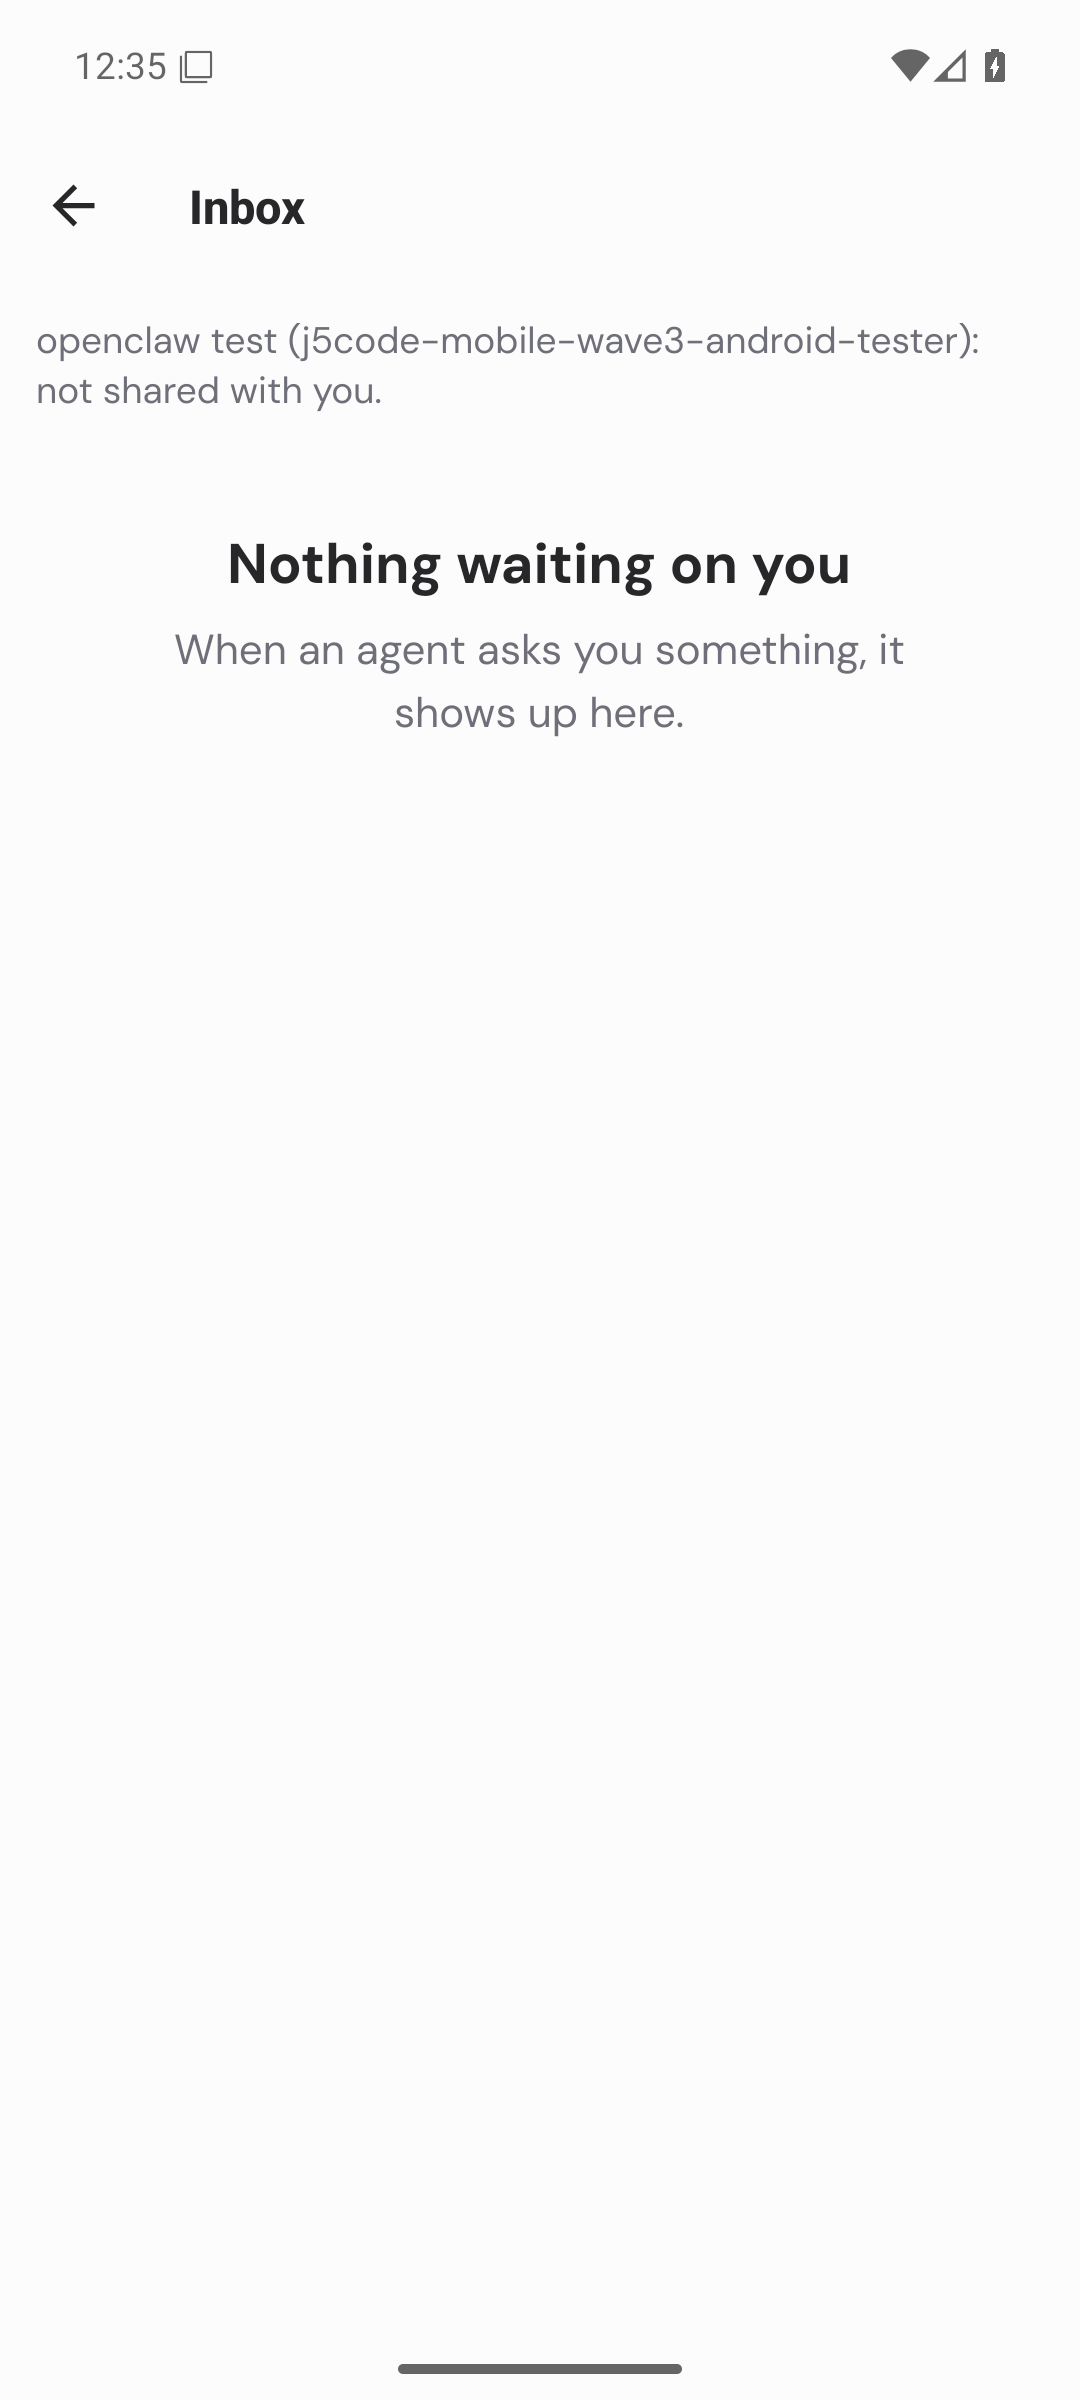 12:35
Inbox
openclaw test (j5code-mobile-wave3-android-tester):
not shared with you.
Nothing waiting on you
When an agent asks you something, it
shows up here.